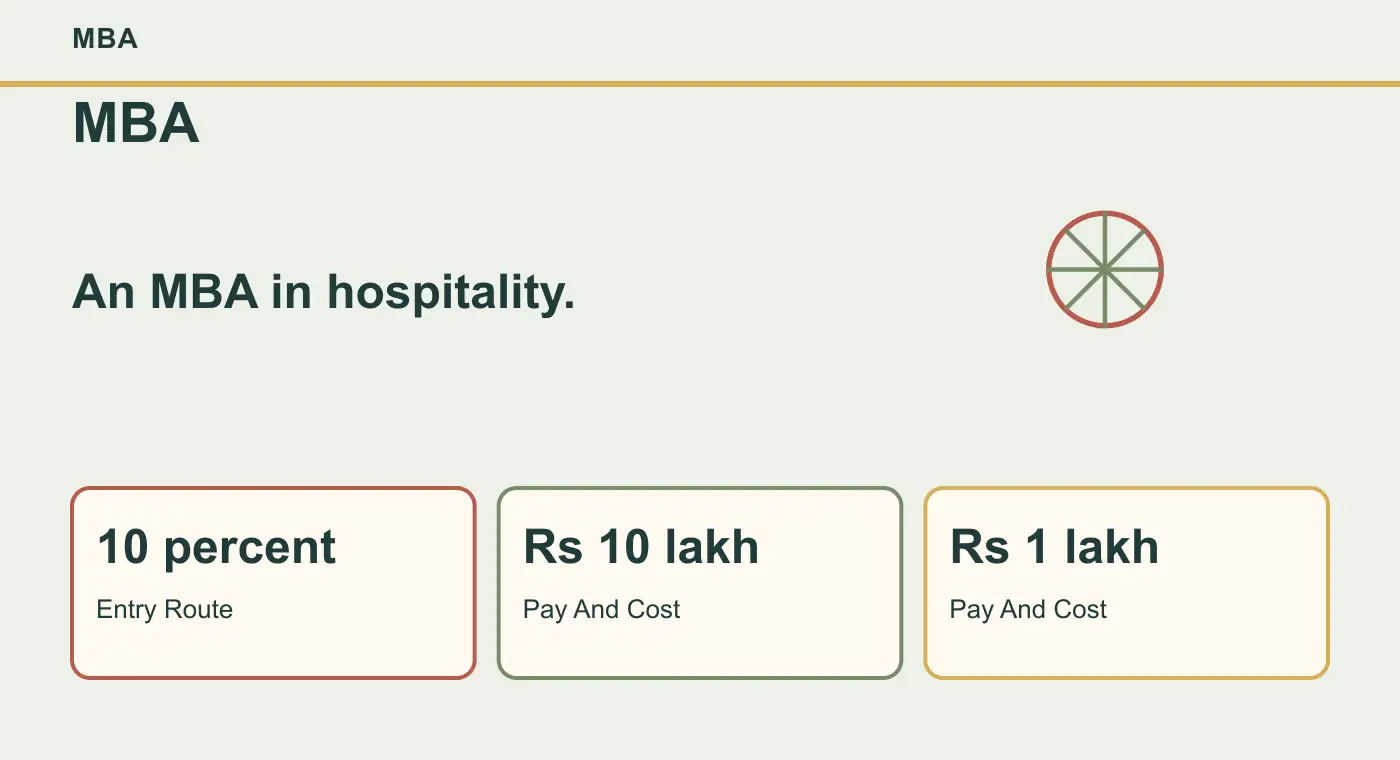 MBA
MBA
An MBA in hospitality.
10 percent
Entry Route
Rs 10 lakh
Pay And Cost
Rs 1 lakh
Pay And Cost